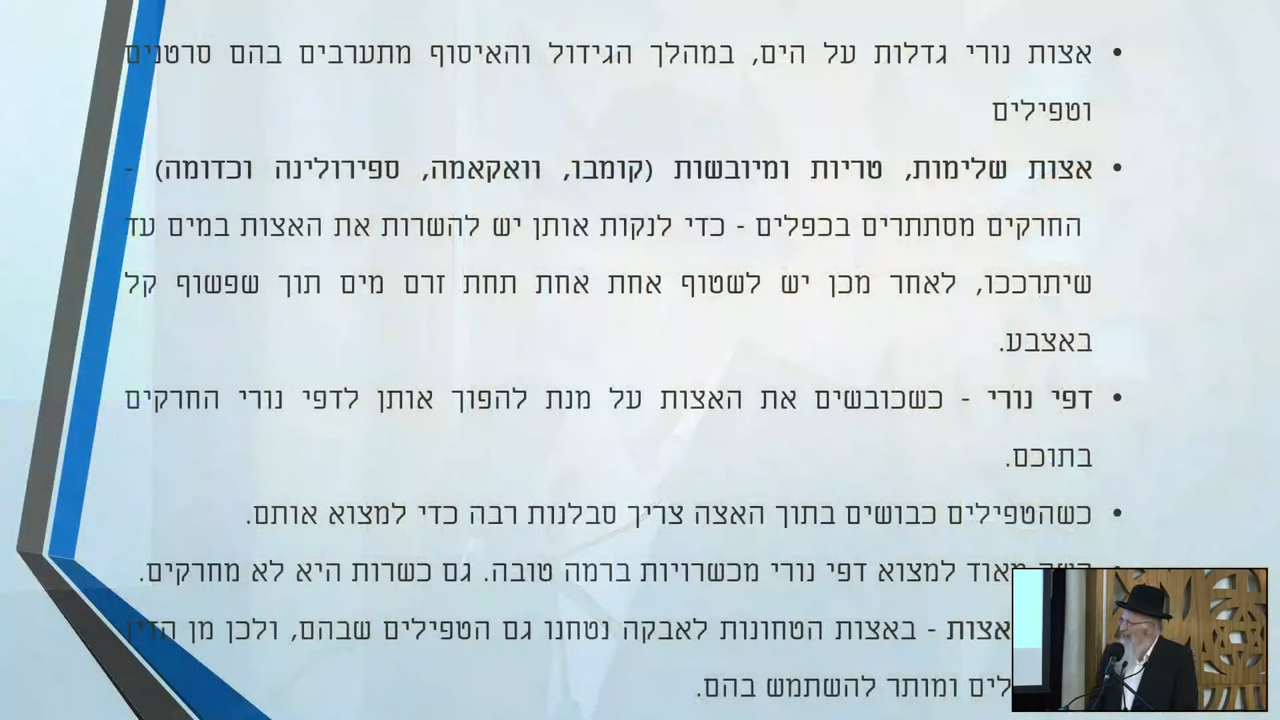 • אצות נורי גדלות על הים, במהלך הגידול והאיסוף מתערבים בהם סרטנים
וטפילים
• אצות שלימות, טריות ומיובשות (קומבו, וואקאמה, ספירולינה וכדומה) -
החרקים מסתתרים בכפלים - כדי לנקות אותן יש להשרות את האצות במים עד
שיתרככו, לאחר מכן יש לשטוף אחת אחת תחת זרם מים תוך שפשוף קל
באצבע.
• דפי נורי - כשכובשים את האצות על מנת להפוך אותן לדפי נורי החרקים
בתוכם.
• כשהטפילים כבושים בתוך האצה צריך סבלנות רבה כדי למצוא אותם.
מאוד למצוא דפי נורי מכשרויות ברמה טובה. גם כשרות היא לא מחרקים.
אצות - באצות הטחונות לאבקה נטחנו גם הטפילים שבהם, ולכן מן הדין
ומותר להשתמש בהם.